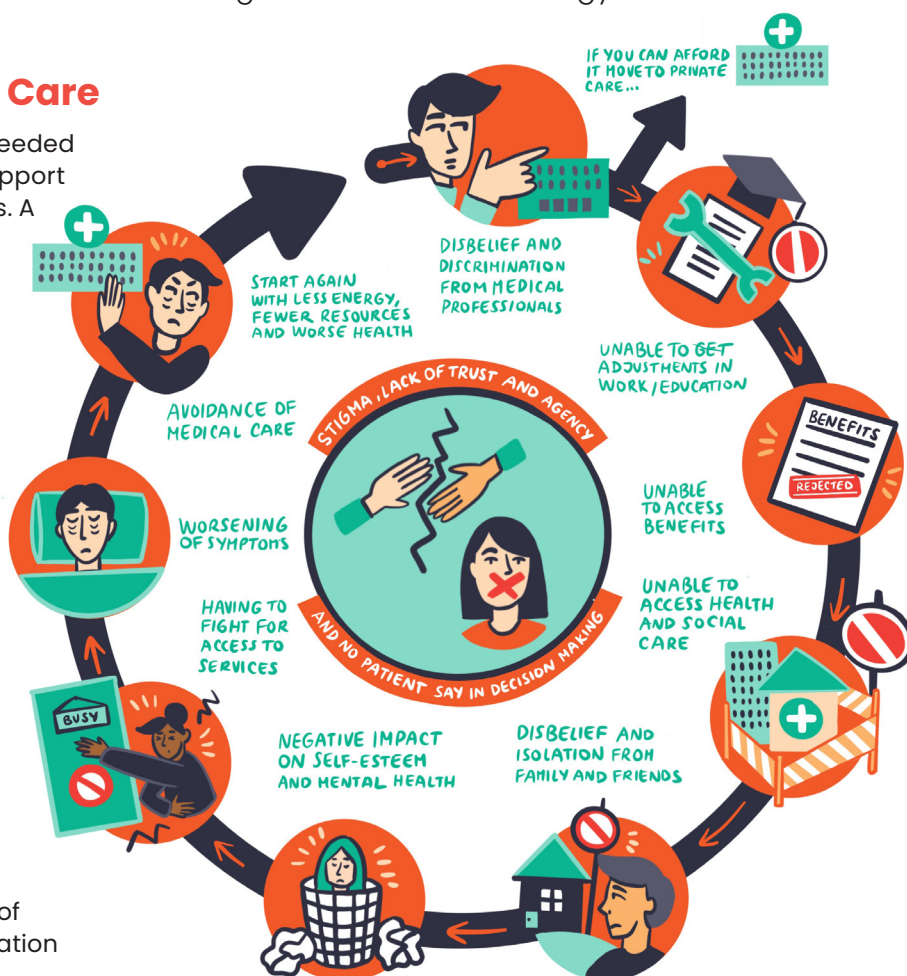 Care
eeded
pport
s. A
IF YOU CAN AFFORD
IT MOVE TO PRIVATE
CARE...
DISBELIEF AND
DISCRIMINATION
FROM MEDICAL
PROFESSIONALS
UNABLE TO GET
ADJUSTMENTS IN
WORK/EDUCATION
BENEFITS
REJECTED
UNABLE
TO ACCESS
BENEFITS
UNABLE TO
ACCESS HEALTH
AND SOCIAL
CARE
DISBELIEF AND
ISOLATION FROM
FAMILY AND FRIENDS
NEGATIVE IMPACT
ON SELF-ESTEEM
AND MENTAL HEALTH
HAVING TO
FIGHT FOR
ACCESS TO
SERVICES
BUSY
WORSENING
OF SYMPTOMS
AVOIDANCE OF
MEDICAL CARE
START AGAIN
WITH LESS ENERGY,
FEWER RESOURCES
AND WORSE HEALTH
STIGMA, LACK OF TRUST AND AGENCY
AND NO PATIENT SAY IN DECISION MAKING
of
ation